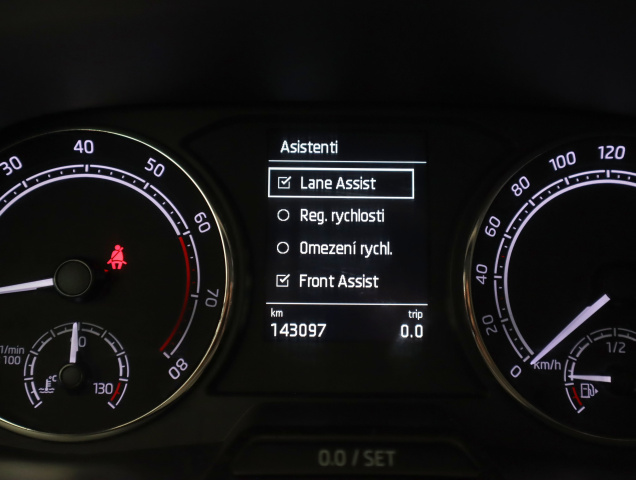 Asistenti
Lane Assist
Reg. rychlosti
Omezení rychl.
Front Assist
km
trip
143097
0.0
30
40
50
60
70
80
1/min
100
°C
130
0
20
40
60
80
100
120
km/h
1/2
0.0 / SET